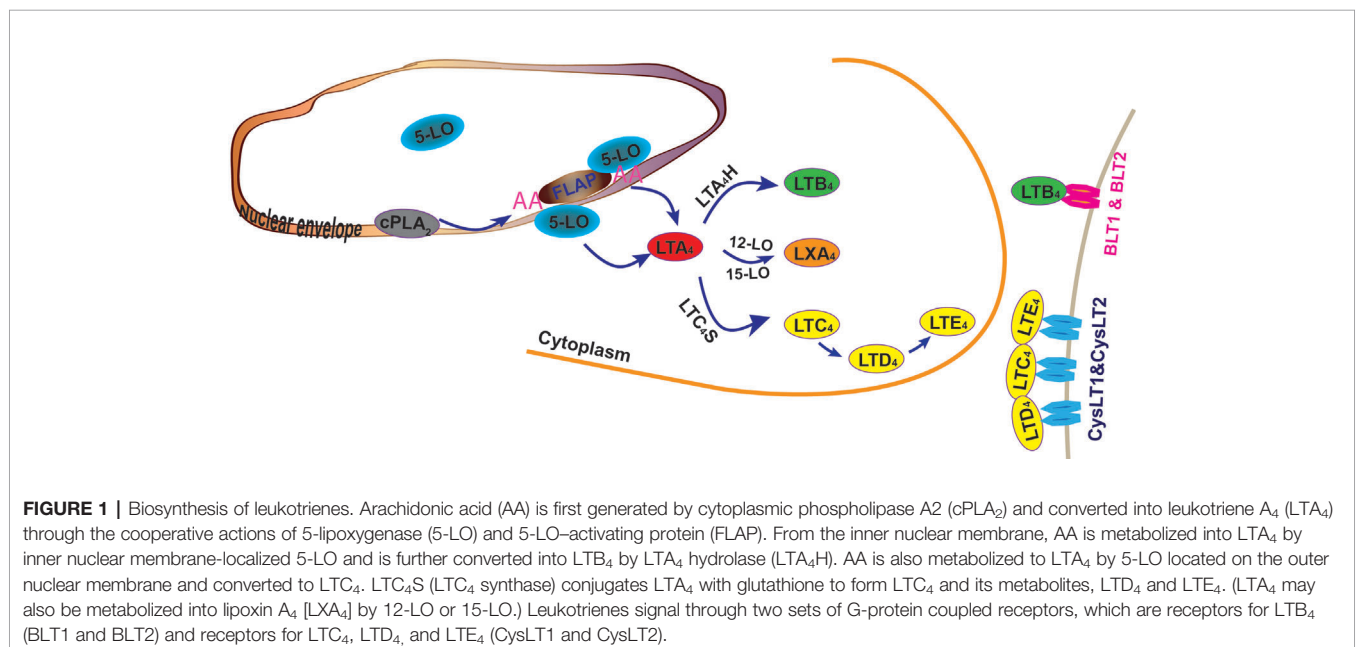 5-LO
5-LO
AA
FLAP
AA
5-LO
Nuclear envelope
cPLA₂
LTA₄
LTA₄H
LTB₄
12-LO
15-LO
LXA₄
LTC₄S
LTC₄
LTD₄
LTE₄
Cytoplasm
LTB₄
BLT1 & BLT2
LTE₄
LTC₄
LTD₄
CysLT1&CysLT2
FIGURE 1 | Biosynthesis of leukotrienes. Arachidonic acid (AA) is first generated by cytoplasmic phospholipase A2 (cPLA₂) and converted into leukotriene A₄ (LTA₄)
through the cooperative actions of 5-lipoxygenase (5-LO) and 5-LO–activating protein (FLAP). From the inner nuclear membrane, AA is metabolized into LTA₄ by
inner nuclear membrane-localized 5-LO and is further converted into LTB₄ by LTA₄ hydrolase (LTA₄H). AA is also metabolized to LTA₄ by 5-LO located on the outer
nuclear membrane and converted to LTC₄. LTC₄S (LTC₄ synthase) conjugates LTA₄ with glutathione to form LTC₄ and its metabolites, LTD₄ and LTE₄. (LTA₄ may
also be metabolized into lipoxin A₄ [LXA₄] by 12-LO or 15-LO.) Leukotrienes signal through two sets of G-protein coupled receptors, which are receptors for LTB₄
(BLT1 and BLT2) and receptors for LTC₄, LTD₄, and LTE₄ (CysLT1 and CysLT2).